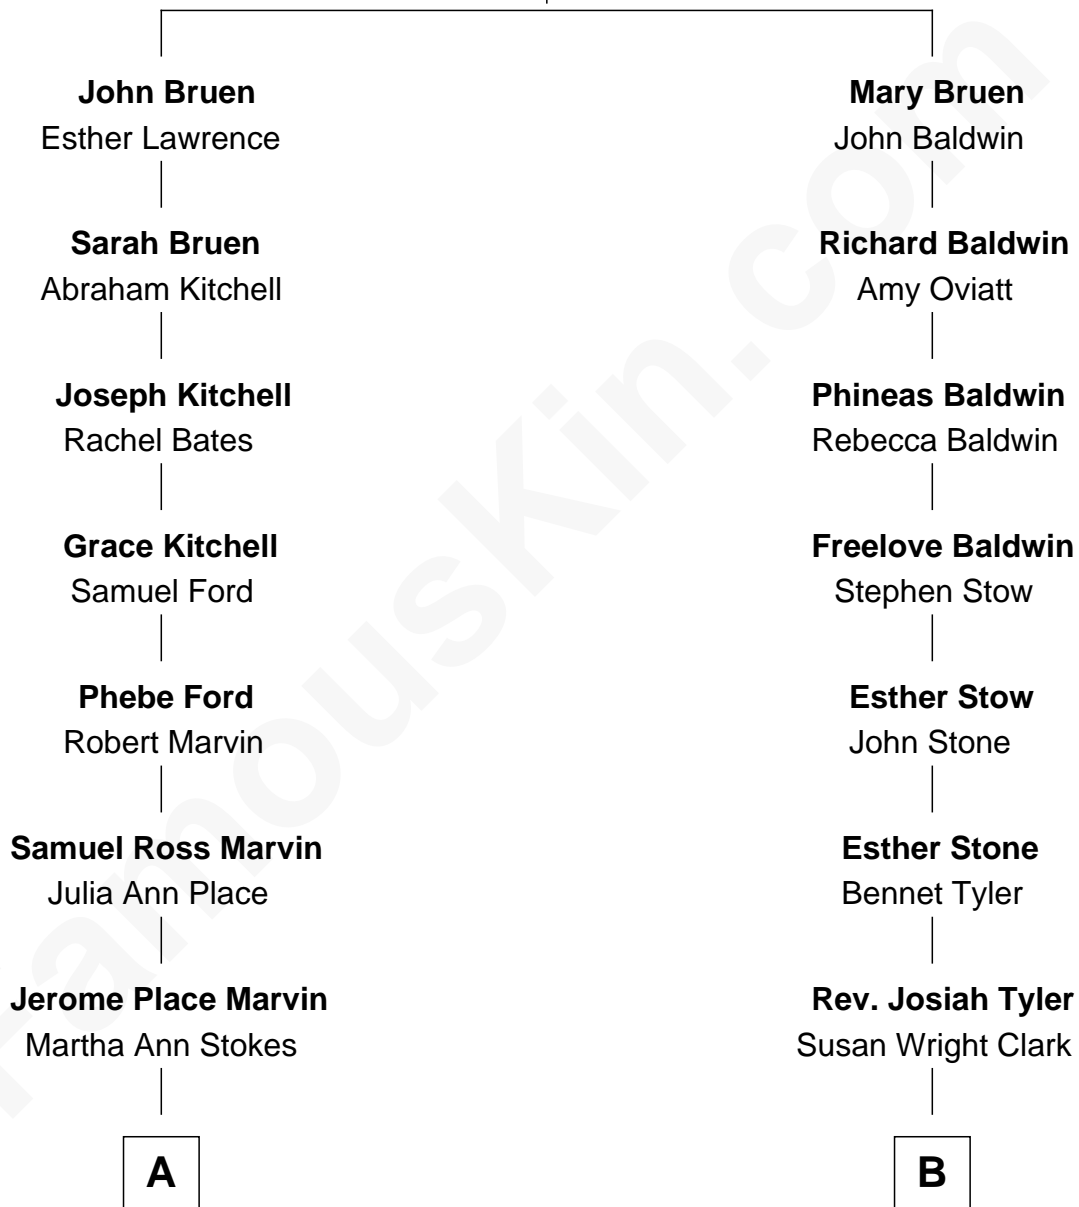 John Bruen
Esther Lawrence
Mary Bruen
John Baldwin
Sarah Bruen
Abraham Kitchell
Richard Baldwin
Amy Oviatt
Joseph Kitchell
Rachel Bates
Phineas Baldwin
Rebecca Baldwin
Grace Kitchell
Samuel Ford
Freelove Baldwin
Stephen Stow
Phebe Ford
Robert Marvin
Esther Stow
John Stone
Samuel Ross Marvin
Julia Ann Place
Esther Stone
Bennet Tyler
Jerome Place Marvin
Martha Ann Stokes
Rev. Josiah Tyler
Susan Wright Clark
A
B
FamousKin.com